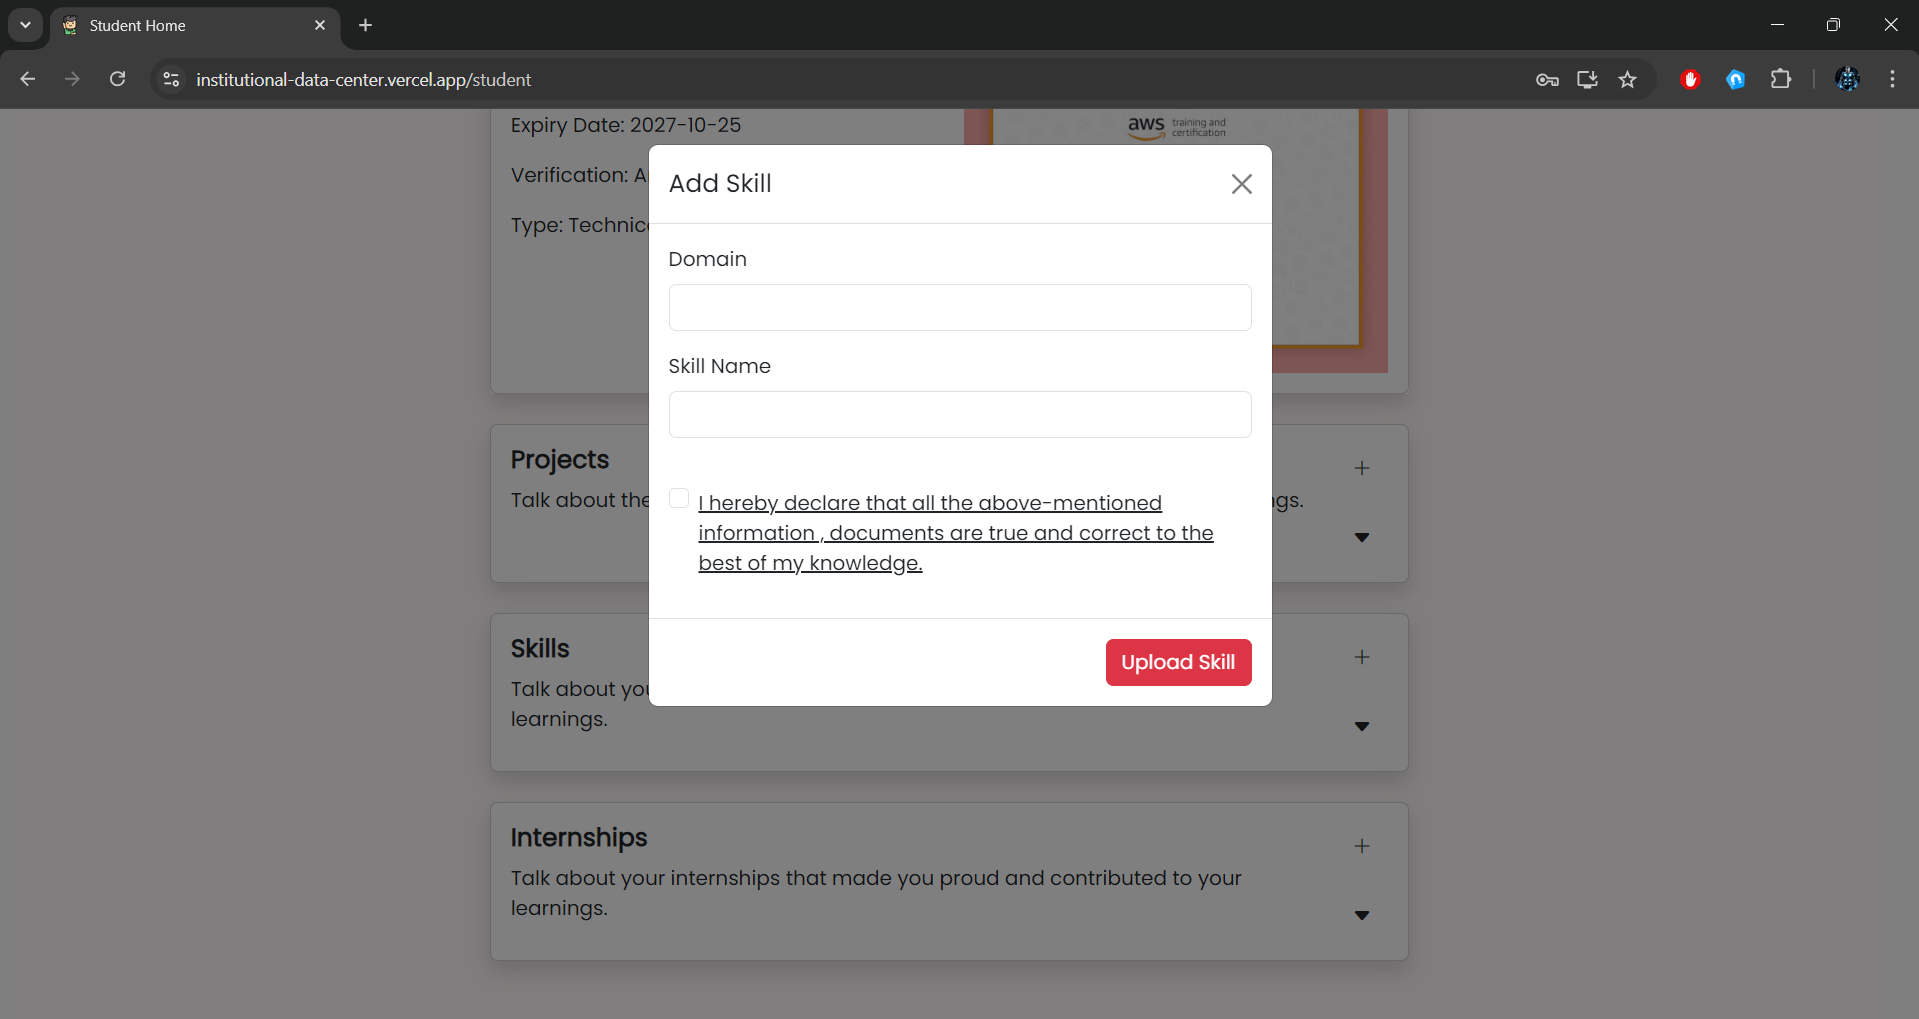 Student Home
institutional-data-center.vercel.app/student
Expiry Date: 2027-10-25
aws training and
certification
Verification:
Type:
Add Skill
Domain
Skill Name
I hereby declare that all the above-mentioned
information , documents are true and correct to the
best of my knowledge.
Upload Skill
Projects
Talk about the
Skills
Talk about
learnings.
Internships
Talk about your internships that made you proud and contributed to your
learnings.